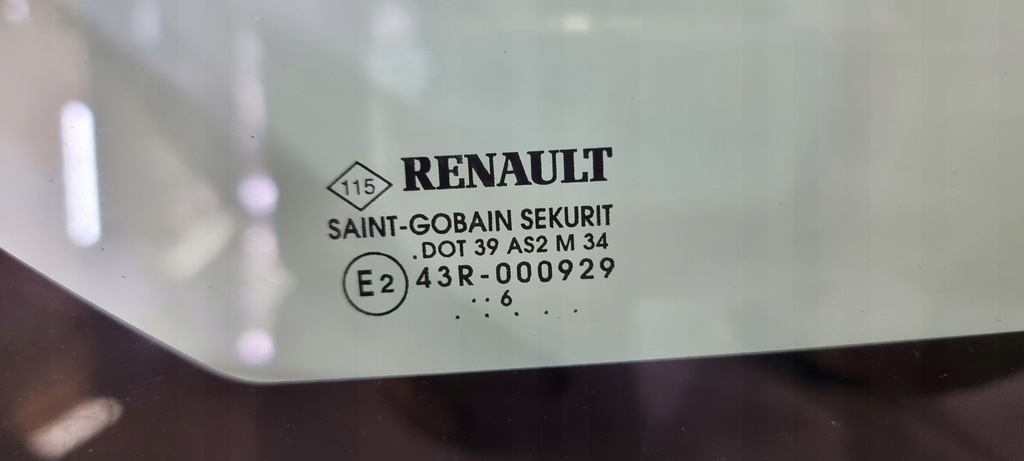 115 RENAULT
SAINT-GOBAIN SEKURIT
.DOT 39 AS2 M 34
E2 43R-000929
..6
. . . . .